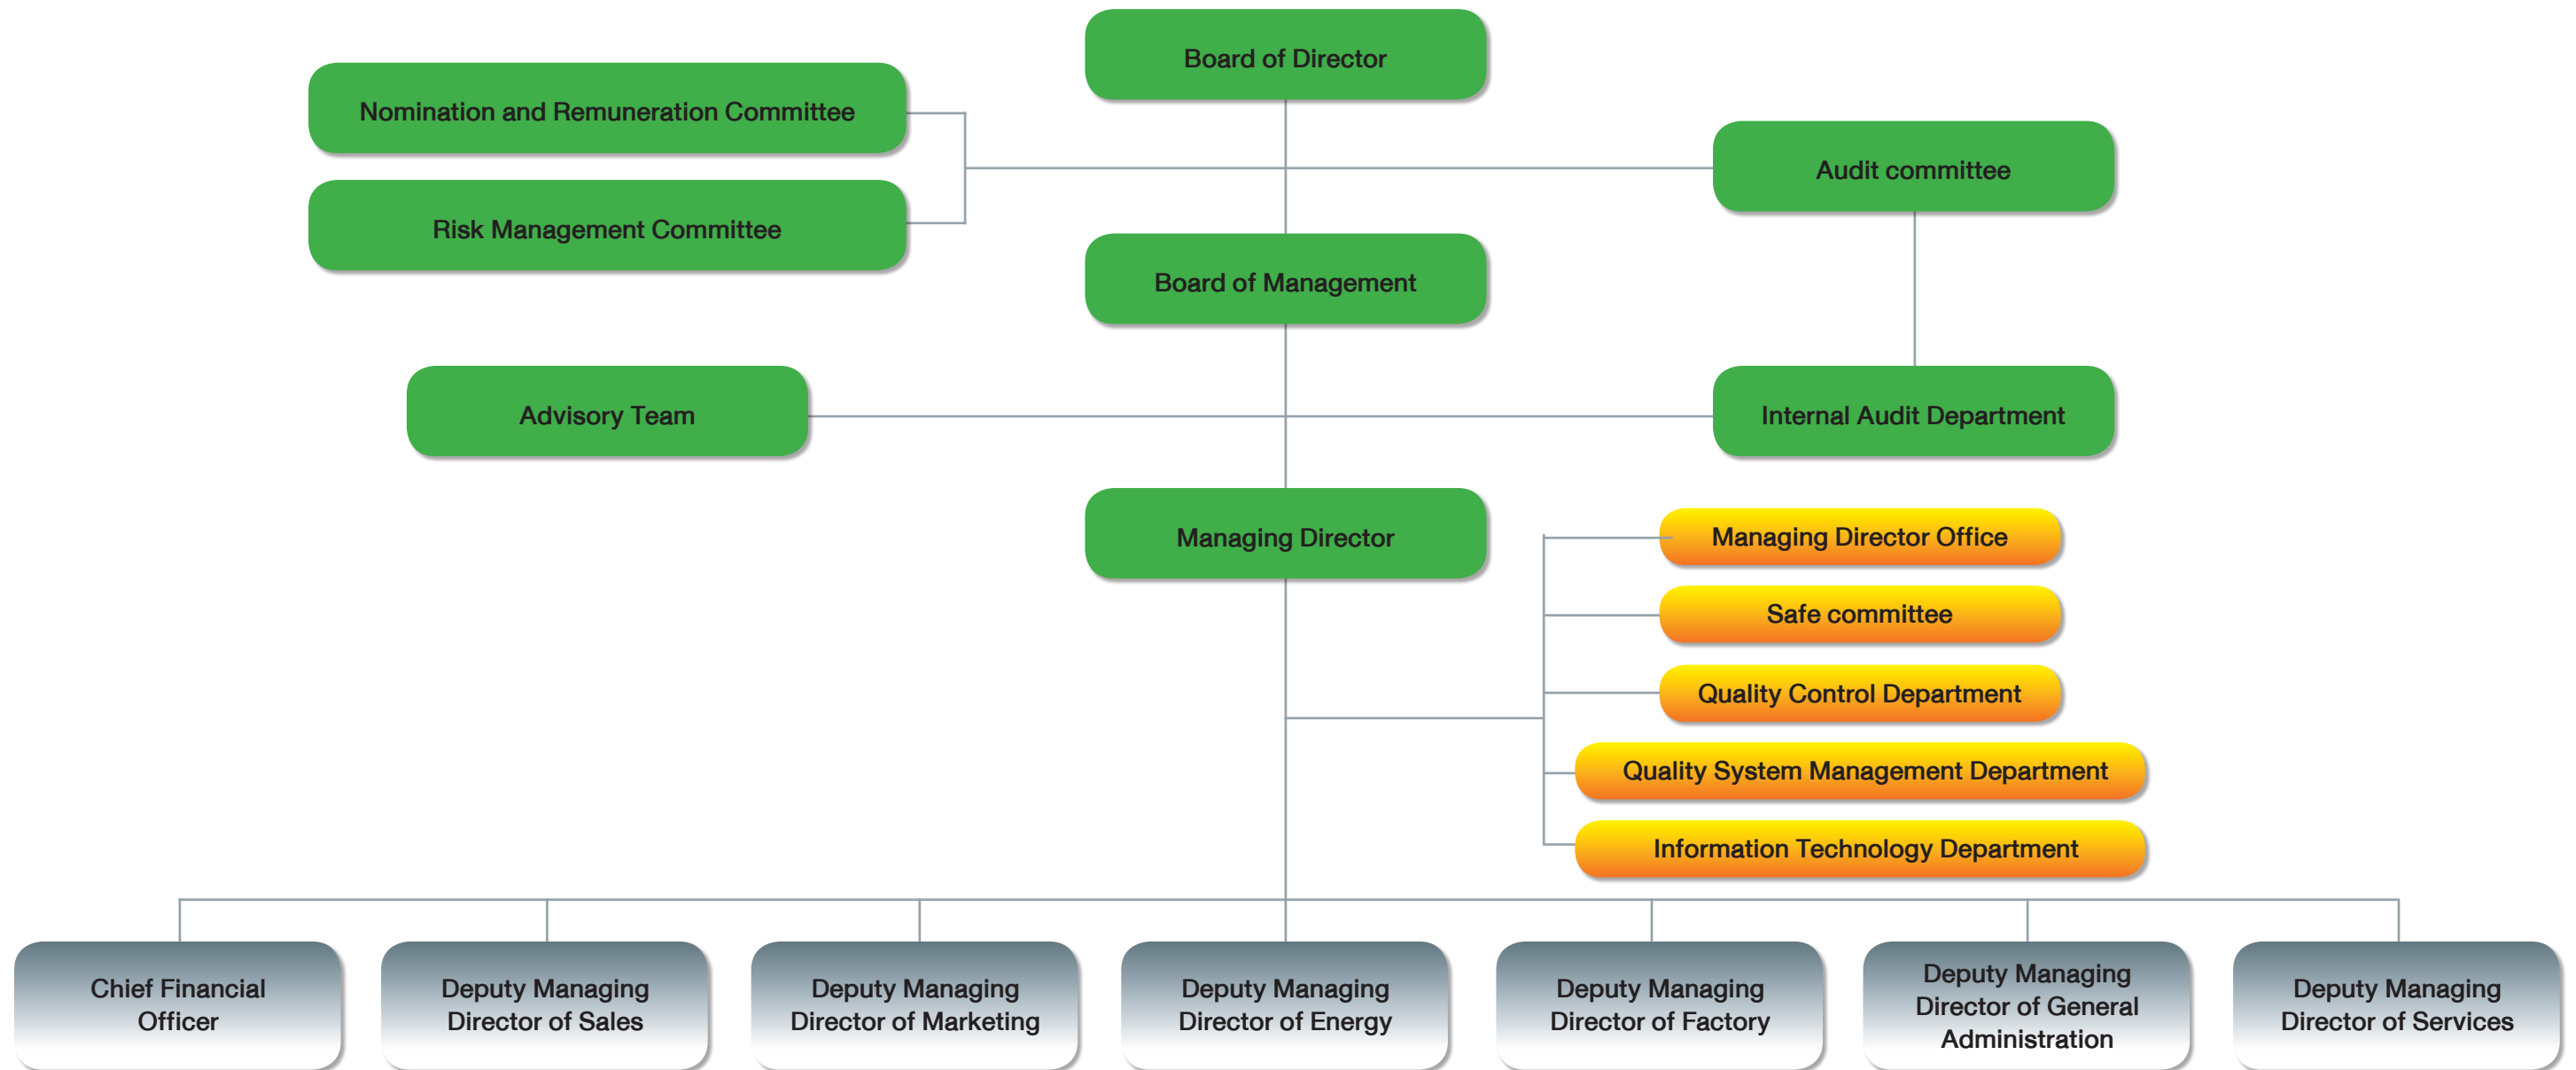 Board of Director
Nomination and Remuneration Committee
Audit committee
Risk Management Committee
Board of Management
Advisory Team
Internal Audit Department
Managing Director
Managing Director Office
Safe committee
Quality Control Department
Quality System Management Department
Information Technology Department
Chief Financial
Officer
Deputy Managing
Director of Sales
Deputy Managing
Director of Marketing
Deputy Managing
Director of Energy
Deputy Managing
Director of Factory
Deputy Managing
Director of General
Administration
Deputy Managing
Director of Services